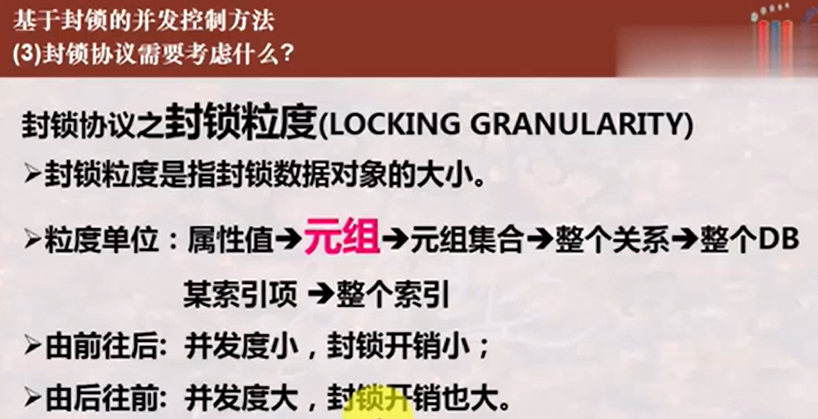 基于封锁的并发控制方法
(3)封锁协议需要考虑什么?
封锁协议之封锁粒度(LOCKING GRANULARITY)
➢封锁粒度是指封锁数据对象的大小。
➢粒度单位：属性值➔元组➔元组集合➔整个关系➔整个DB
某索引项 ➔整个索引
➢由前往后: 并发度小，封锁开销小；
➢由后往前: 并发度大，封锁开销也大。